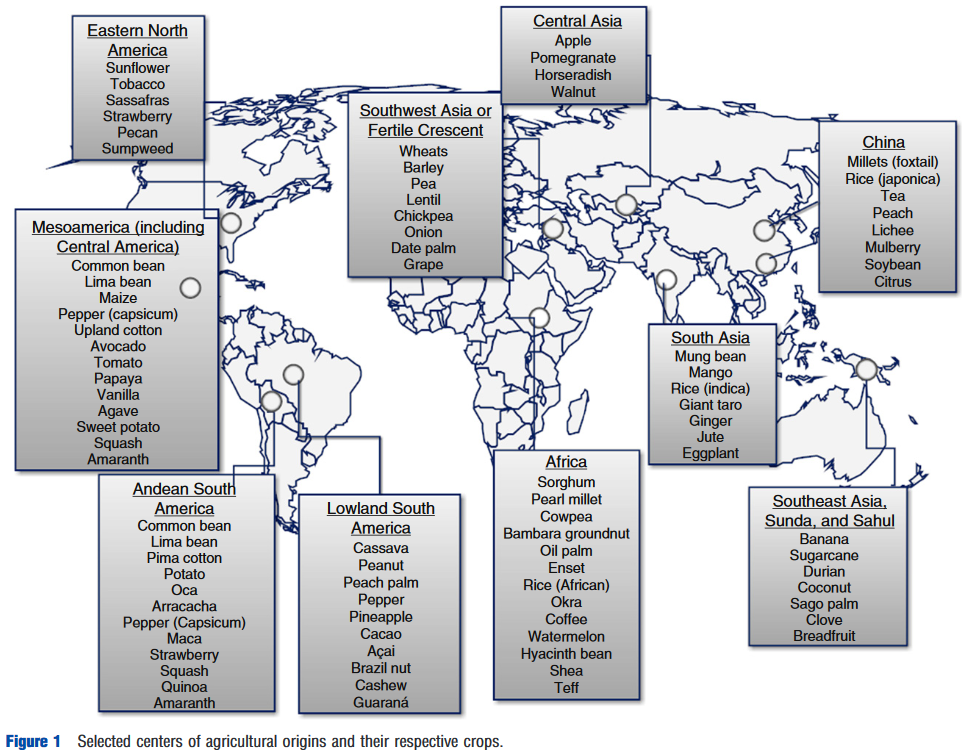 Eastern North
America
Sunflower
Tobacco
Sassafras
Strawberry
Pecan
Sumpweed
Central Asia
Apple
Pomegranate
Horseradish
Walnut
Southwest Asia or
Fertile Crescent
Wheats
Barley
Pea
Lentil
Chickpea
Onion
Date palm
Grape
China
Millets (foxtail)
Rice (japonica)
Tea
Peach
Lichee
Mulberry
Soybean
Citrus
Mesoamerica (including
Central America)
Common bean
Lima bean
Maize
Pepper (capsicum)
Upland cotton
Avocado
Tomato
Papaya
Vanilla
Agave
Sweet potato
Squash
Amaranth
South Asia
Mung bean
Mango
Rice (indica)
Giant taro
Ginger
Jute
Eggplant
Andean South
America
Common bean
Lima bean
Pima cotton
Potato
Oca
Arracacha
Pepper (Capsicum)
Maca
Strawberry
Squash
Quinoa
Amaranth
Lowland South
America
Cassava
Peanut
Peach palm
Pepper
Pineapple
Cacao
Açai
Brazil nut
Cashew
Guaraná
Africa
Sorghum
Pearl millet
Cowpea
Bambara groundnut
Oil palm
Enset
Rice (African)
Okra
Coffee
Watermelon
Hyacinth bean
Shea
Teff
Southeast Asia,
Sunda, and Sahul
Banana
Sugarcane
Durian
Coconut
Sago palm
Clove
Breadfruit
Figure 1 Selected centers of agricultural origins and their respective crops.